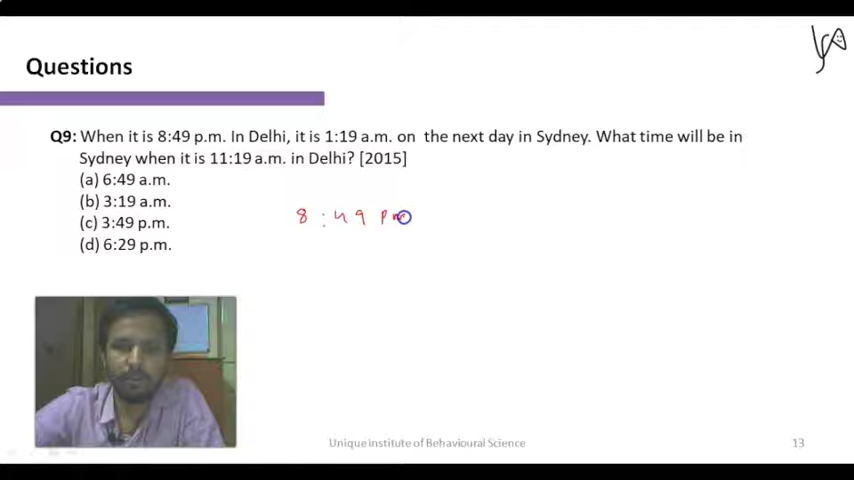 Questions
Q9: When it is 8:49 p.m. In Delhi, it is 1:19 a.m. on the next day in Sydney. What time will be in
Sydney when it is 11:19 a.m. in Delhi? [2015]
(a) 6:49 a.m.
(b) 3:19 a.m.
(c) 3:49 p.m.
(d) 6:29 p.m.
8 : 49 pm
Unique Institute of Behavioural Science
13